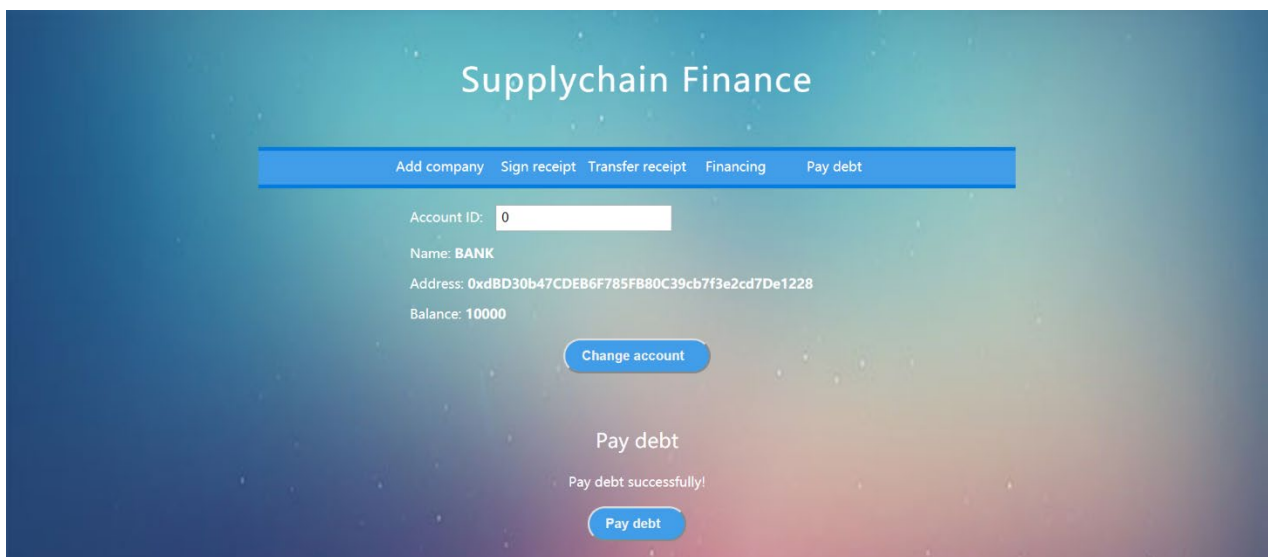 Supplychain Finance
Add company Sign receipt Transfer receipt Financing Pay debt
Account ID: 0
Name: BANK
Address: 0xdBD30b47CDEB6F785FB80C39cb7f3e2cd7De1228
Balance: 10000
Change account
Pay debt
Pay debt successfully!
Pay debt